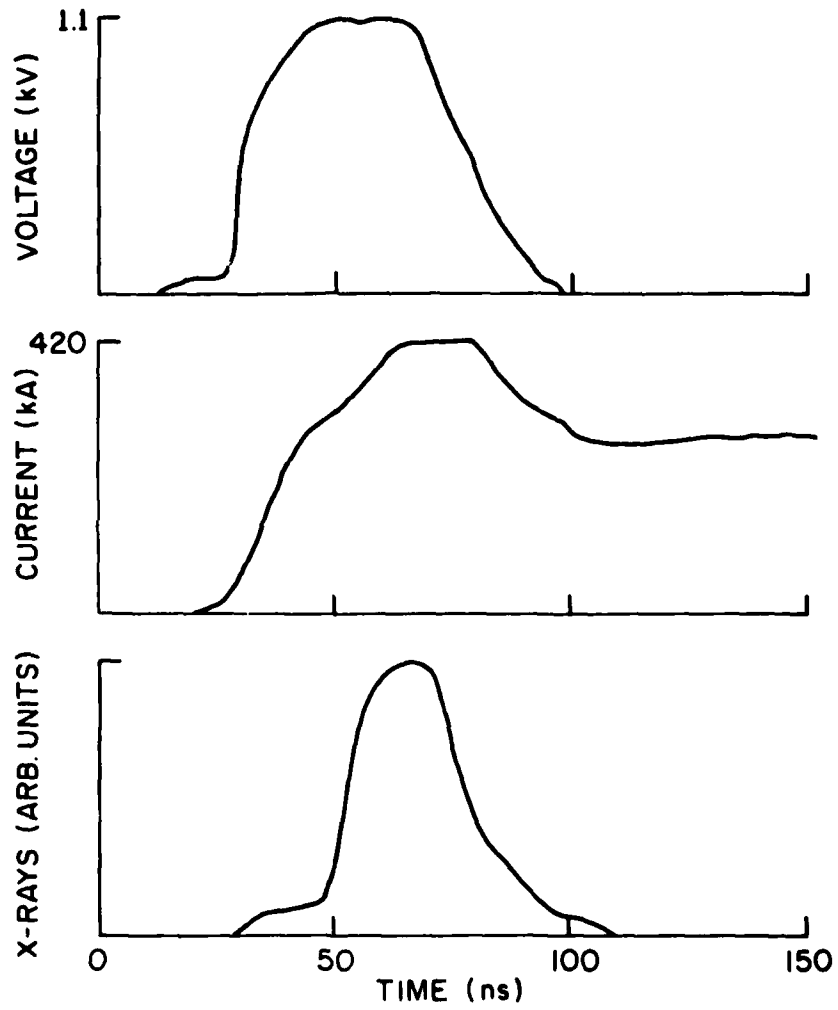 1.1
VOLTAGE (kV)
420
CURRENT (kA)
X-RAYS (ARB. UNITS)
0 50 100 150
TIME (ns)